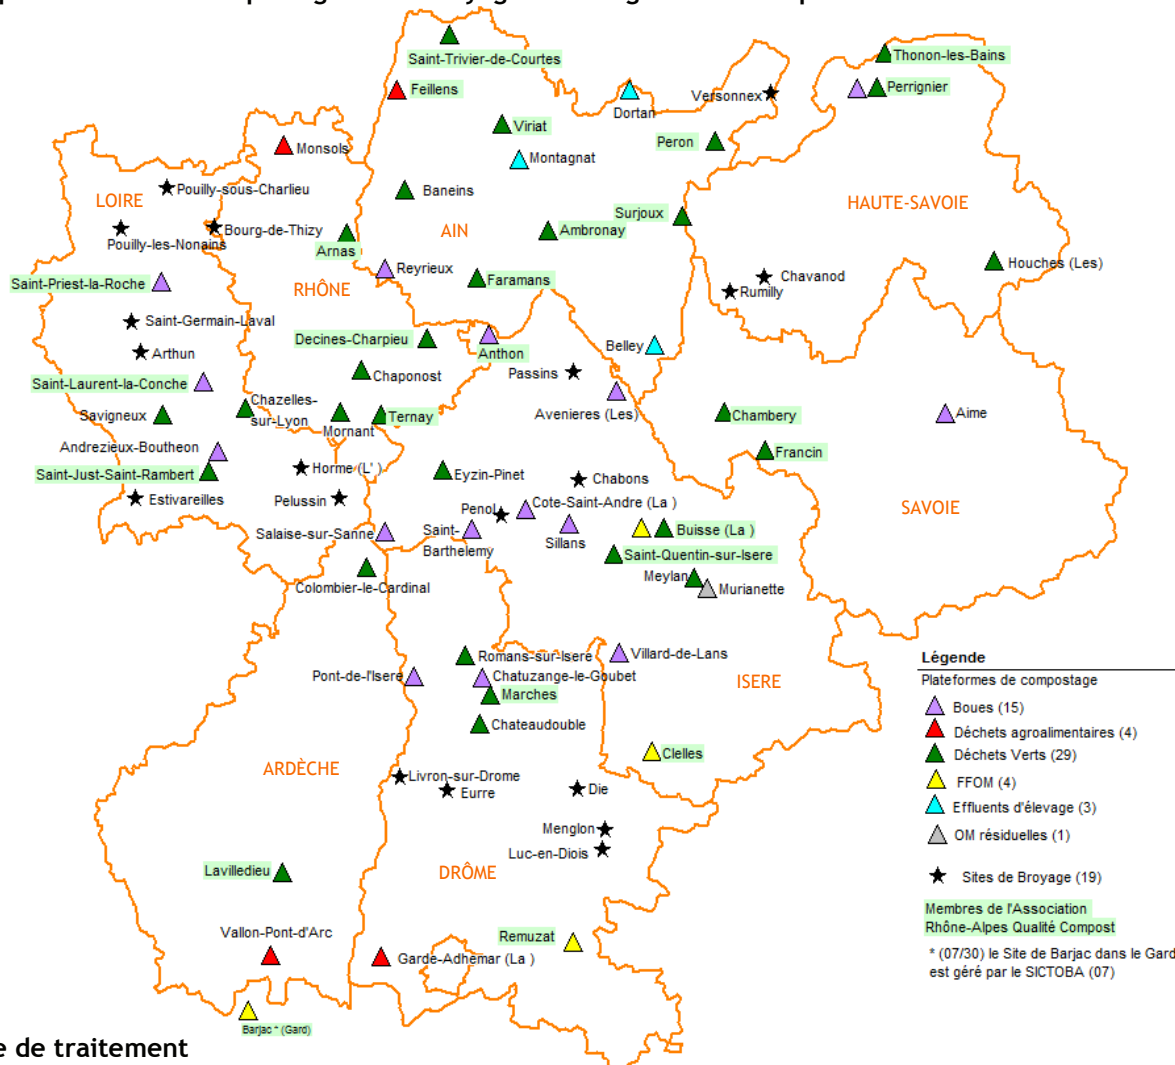 Saint-Trivier-de-Courtes
Thonon-les-Bains
Feillens
Perrignier
Versonnex
Dortan
Viriat
Peron
Monsols
Montagnat
Pouilly-sous-Charlieu
LOIRE
Baneins
HAUTE-SAVOIE
Surjoux
Bourg-de-Thizy
AIN
Ambronay
Pouilly-les-Nonains
Arnas
Houches (Les)
Reyrieux
Chavanod
Saint-Priest-la-Roche
Faramans
RHÔNE
Rumilly
Saint-Germain-Laval
Decines-Charpieu
Belley
Arthun
Anthon
Passins
Chaponost
Saint-Laurent-la-Conche
Chazelles-
sur-Lyon
Avenieres (Les)
Chambery
Aime
Savigneux
Mornant
Ternay
Andrezieux-Boutheon
Francin
Horme (L' )
Saint-Just-Saint-Rambert
Eyzin-Pinet
Chabons
Estivareilles
Pelussin
Cote-Saint-Andre (La )
SAVOIE
Penol
Salaise-sur-Sanne
Saint-
Barthelemy
Sillans
Buisse (La )
Saint-Quentin-sur-Isere
Meylan
Colombier-le-Cardinal
Murianette
Romans-sur-Isere
Villard-de-Lans
Pont-de-l'Isere
Chatuzange-le-Goubet
ISERE
Marches
Chateaudouble
Clelles
ARDÈCHE
Livron-sur-Drome
Eurre
Die
Menglon
Luc-en-Diois
Lavilledieu
DRÔME
Vallon-Pont-d'Arc
Remuzat
Garde-Adhemar (La )
Barjac * (Gard)
Légende
Plateformes de compostage
Boues (15)
Déchets agroalimentaires (4)
Déchets Verts (29)
FFOM (4)
Effluents d'élevage (3)
OM résiduelles (1)
Sites de Broyage (19)
Membres de l'Association
Rhône-Alpes Qualité Compost
* (07/30) le Site de Barjac dans le Gard
est géré par le SICTOBA (07)
e de traitement